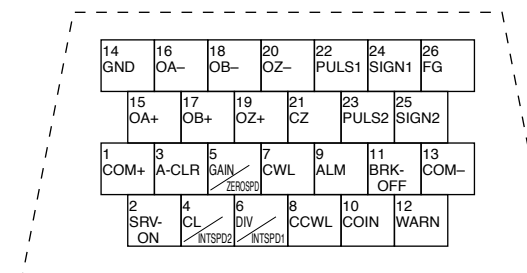 14 16 18 20 22 24 26
GND OA– OB– OZ– PULS1 SIGN1 FG
15 17 19 21 23 25
OA+ OB+ OZ+ CZ PULS2 SIGN2
1 3 5 7 9 11 13
COM+ A-CLR GAIN CWL ALM BRK- COM–
ZEROSPD OFF
2 4 6 8 10 12
SRV- CL DIV CCWL COIN WARN
ON INTSPD2 INTSPD1